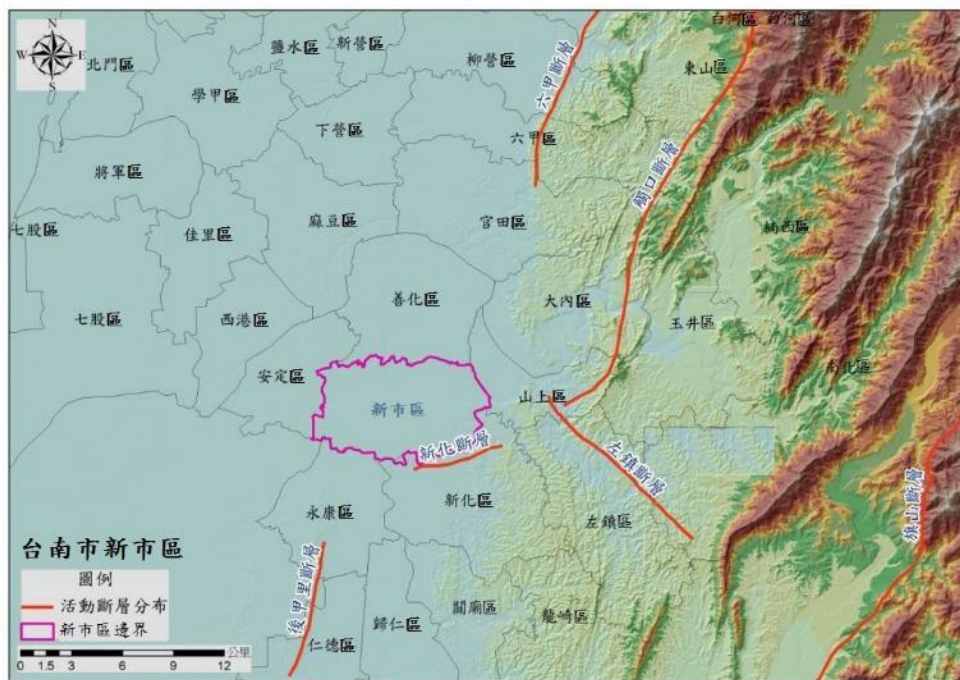 N
W
E
S
北門區
鹽水區
新營區
柳營區
六甲斷層
白河區
白河區
東山區
學甲區
下營區
六甲區
觸口斷層
將軍區
七股區
佳里區
麻豆區
官田區
楠西區
善化區
大內區
七股區
西港區
玉井區
安定區
山上區
南化區
新市區
新化斷層
左鎮斷層
永康區
新化區
左鎮區
旗山斷層
台南市新市區
圖例
活動斷層分布
新市區邊界
後甲里斷層
仁德區
歸仁區
關廟區
龍崎區
公里
0 1.5 3 6 9 12